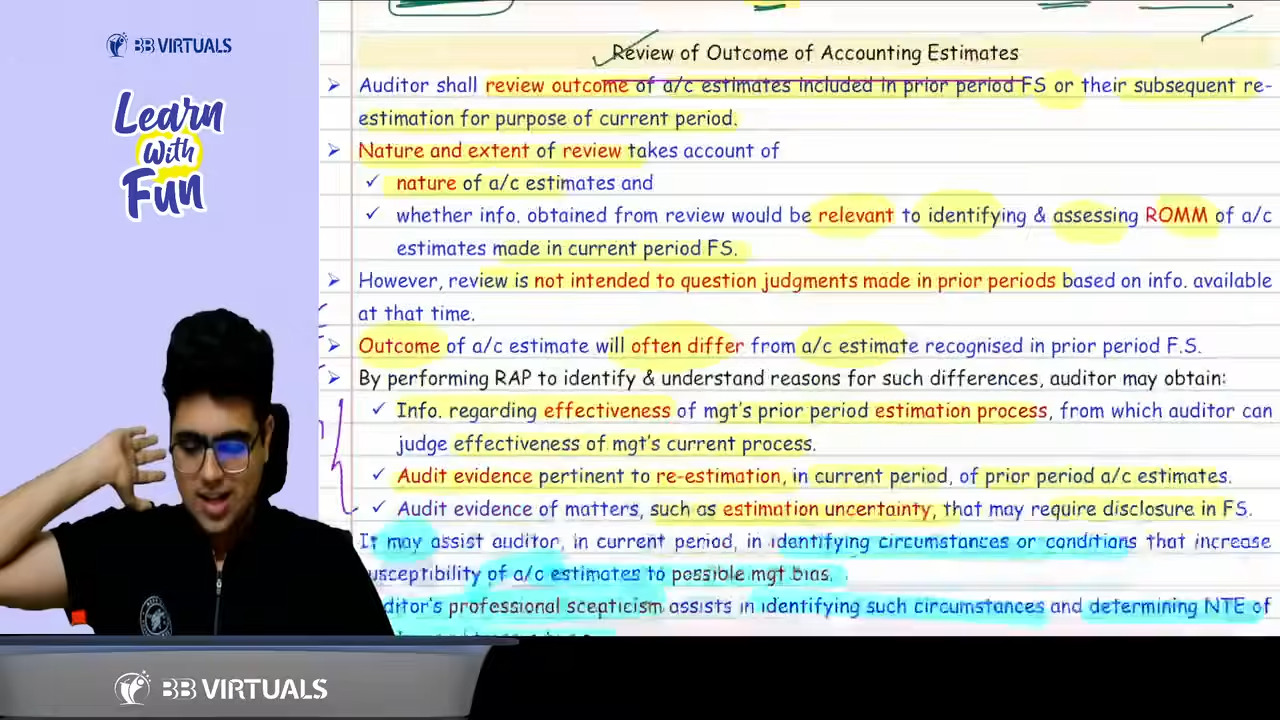 BB VIRTUALS
Learn
With
Fun
Review of Outcome of Accounting Estimates
➢ Auditor shall review outcome of a/c estimates included in prior period FS or their subsequent re-
estimation for purpose of current period.
➢ Nature and extent of review takes account of
✓ nature of a/c estimates and
✓ whether info. obtained from review would be relevant to identifying & assessing ROMM of a/c
estimates made in current period FS.
➢ However, review is not intended to question judgments made in prior periods based on info. available
at that time.
➢ Outcome of a/c estimate will often differ from a/c estimate recognised in prior period F.S.
➢ By performing RAP to identify & understand reasons for such differences, auditor may obtain:
✓ Info. regarding effectiveness of mgt's prior period estimation process, from which auditor can
judge effectiveness of mgt's current process.
✓ Audit evidence pertinent to re-estimation, in current period, of prior period a/c estimates.
✓ Audit evidence of matters, such as estimation uncertainty, that may require disclosure in FS.
It may assist auditor, in current period, in identifying circumstances or conditions that increase
usceptibility of a/c estimates to possible mgt bias.
ditor's professional scepticism assists in identifying such circumstances and determining NTE of
BB VIRTUALS